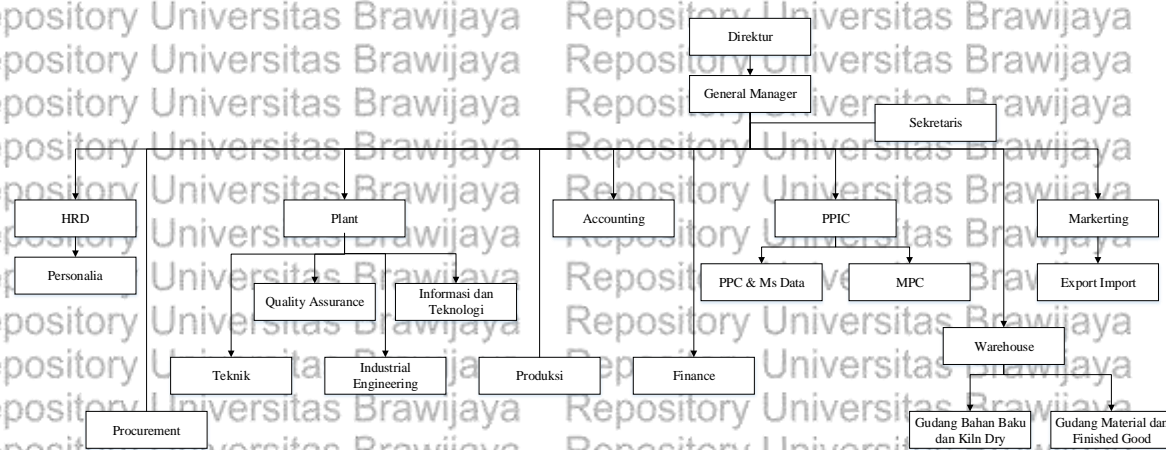 Direktur
General Manager
Sekretaris
HRD
Plant
Accounting
PPIC
Markerting
Personalia
Quality Assurance
Informasi dan
Teknologi
PPC & Ms Data
MPC
Export Import
Warehouse
Teknik
Industrial
Engineering
Produksi
Finance
Procurement
Gudang Bahan Baku
dan Kiln Dry
Gudang Material dan
Finished Good
Repository Universitas Brawijaya